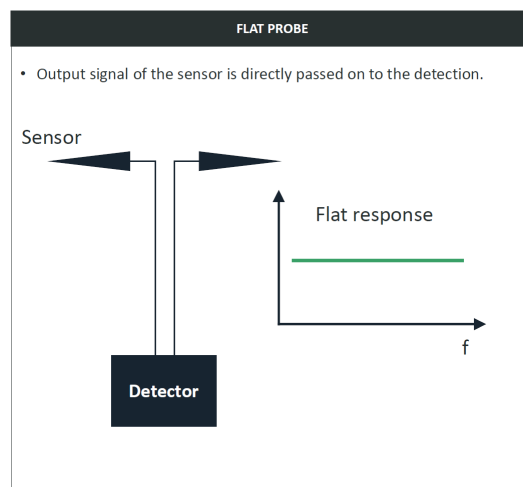 FLAT PROBE
• Output signal of the sensor is directly passed on to the detection.
Sensor
Flat response
f
Detector